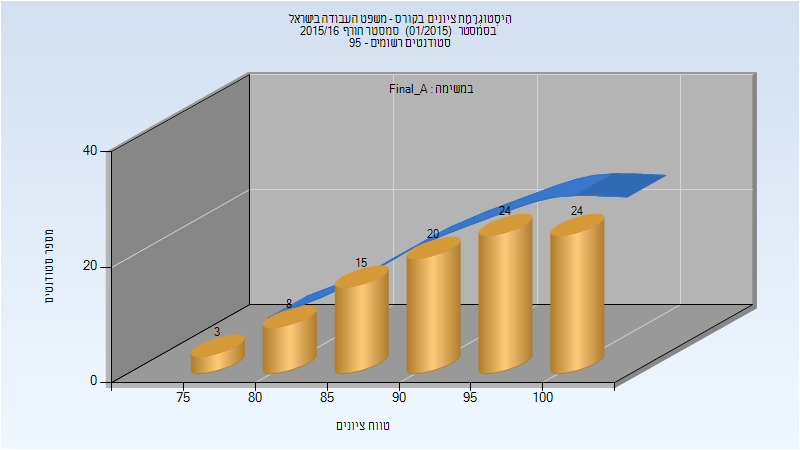 היסטוגרמת ציונים בקורס - משפט העבודה בישראל
בסמסטר (01/2015) סמסטר חורף 2015/16
סטודנטים רשומים - 95
במשימה : Final_A
40
20
0
מספר סטודנטים
3
8
15
20
24
24
75
80
85
90
95
100
טווח ציונים